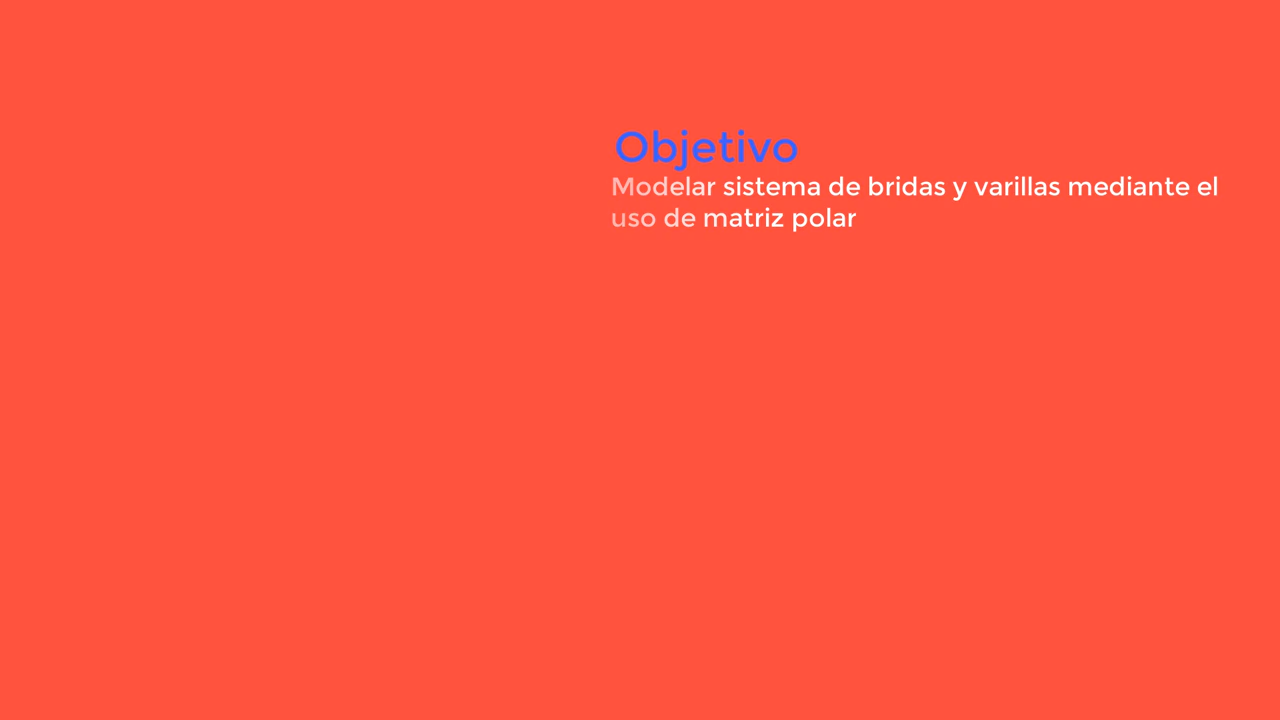 Objetivo
Modelar sistema de bridas y varillas mediante el
uso de matriz polar